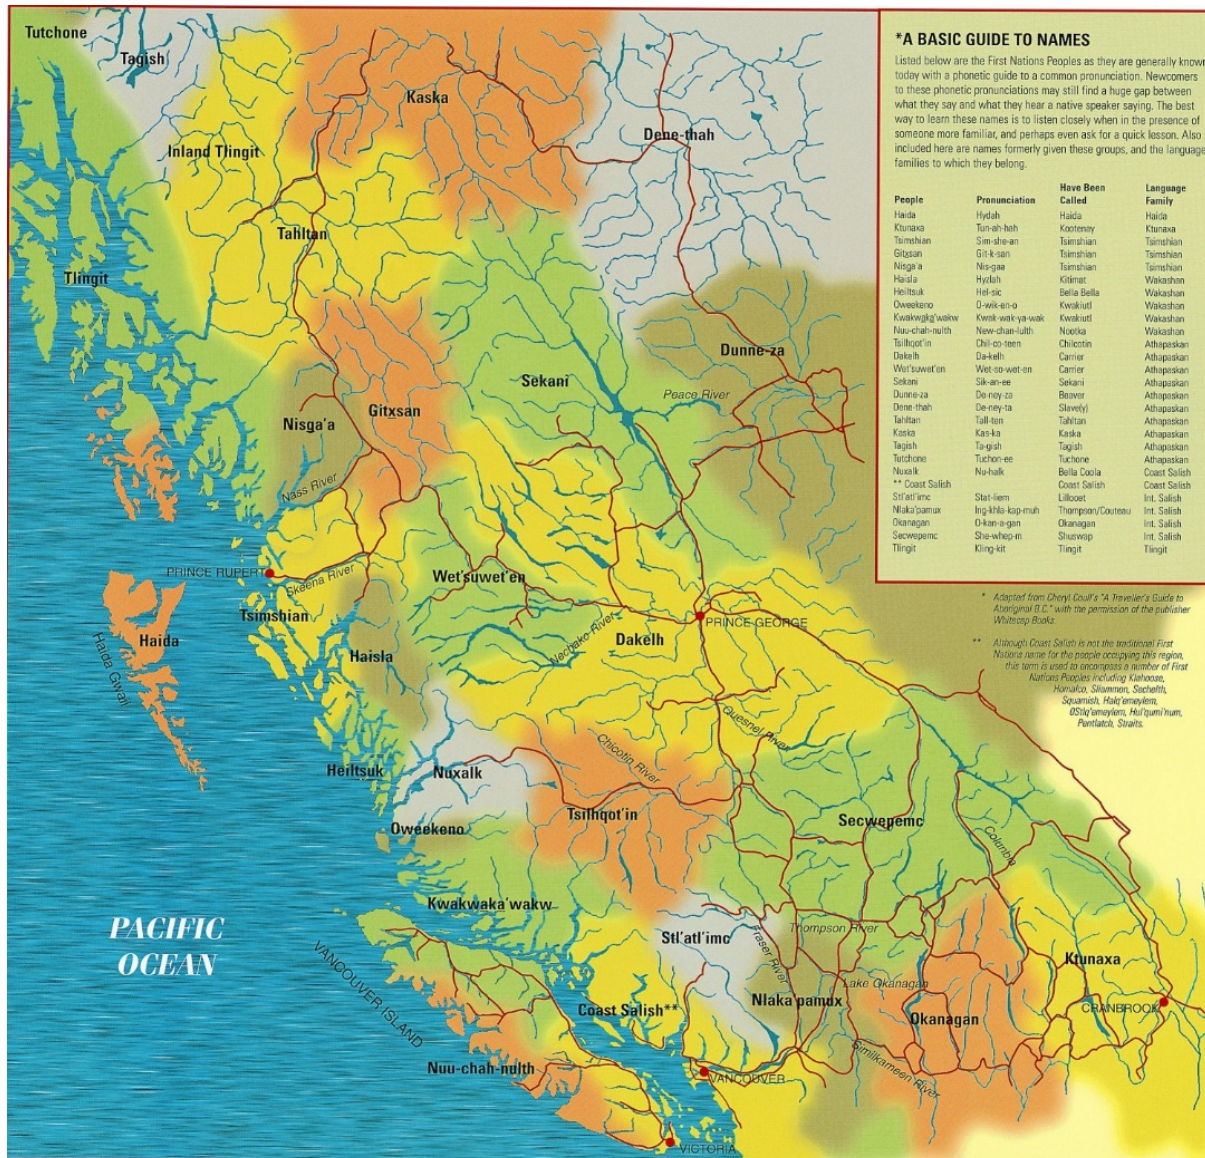 Tutchone
Tagish
Kaska
Dene-thah
Inland Tlingit
Tahltan
Tlingit
Dunne-za
Sekani
Peace River
Gitxsan
Nisga'a
Nass River
PRINCE RUPERT
Skeena River
Wet'suwet'en
Tsimshian
Haida
Haida Gwaii
Haisla
Nechako River
Dakelh
PRINCE GEORGE
Quesnel River
Heiltsuk
Nuxalk
Chilcotin River
Tsilhqot'in
Oweekeno
Secwepemc
Columbia
Kwakwaka'wakw
PACIFIC
OCEAN
VANCOUVER ISLAND
Stl'atl'imc
Fraser River
Thompson River
Lake Okanagan
Ktunaxa
Coast Salish**
Nlaka'pamux
Okanagan
CRANBROOK
Similkameen River
Nuu-chah-nulth
VANCOUVER
VICTORIA
*A BASIC GUIDE TO NAMES
Listed below are the First Nations Peoples as they are generally known
today with a phonetic guide to a common pronunciation. Newcomers
to these phonetic pronunciations may still find a huge gap between
what they say and what they hear a native speaker saying. The best
way to learn these names is to listen closely when in the presence of
someone more familiar, and perhaps even ask for a quick lesson. Also
included here are names formerly given these groups, and the language
families to which they belong.
Have Been Language
People Pronunciation Called Family
Haida Hydah Haida Haida
Ktunaxa Tun-ah-hah Kootenay Ktunaxa
Tsimshian Sim-she-an Tsimshian Tsimshian
Gitxsan Git-k-san Tsimshian Tsimshian
Nisga'a Nis-gaa Tsimshian Tsimshian
Haisla Hyzlah Kitimat Wakashan
Heiltsuk Hel-sic Bella Bella Wakashan
Oweekeno O-wik-en-o Kwakiutl Wakashan
Kwakwak-ya-wak Kwakiutl Wakashan
Nuu-chah-nulth New-chan-lulth Nootka Wakashan
Tsilhqot'in Chil-co-teen Chilcotin Athapaskan
Dakelh Da-kelh Carrier Athapaskan
Wet'suwet'en Wet-so-wet-en Carrier Athapaskan
Sekani Sik-an-ee Sekani Athapaskan
Dunne-za De-ney-za Beaver Athapaskan
Dene-thah De-ney-ta Slave(y) Athapaskan
Tahltan Tall-ten Tahltan Athapaskan
Kaska Kas-ka Kaska Athapaskan
Tagish Ta-gish Tagish Athapaskan
Tutchone Tuchon-ee Tuchone Athapaskan
Nuxalk Nu-halk Bella Coola Coast Salish
** Coast Salish Coast Salish Coast Salish
Stl'atl'imc Stat-liem Lillooet Int. Salish
Nlaka'pamux Ing-khla-kap-muh Thompson/Couteau Int. Salish
Okanagan O-kan-a-gan Okanagan Int. Salish
Secwepemc She-whep-m Shuswap Int. Salish
Tlingit Kling-kit Tlingit Tlingit
* Adapted from Cheryl Coull's "A Traveller's Guide to
Aboriginal B.C." with the permission of the publisher
Whitecap Books.
** Although Coast Salish is not the traditional First
Nations name for the people occupying this region,
this term is used to encompass a number of First
Nations Peoples including Klahoose,
Homalco, Sliammon, Sechelth,
Squamish, Halq'emeylem,
OStlq'emeylem, Hul'qumi'num,
Pentlatch, Straits.